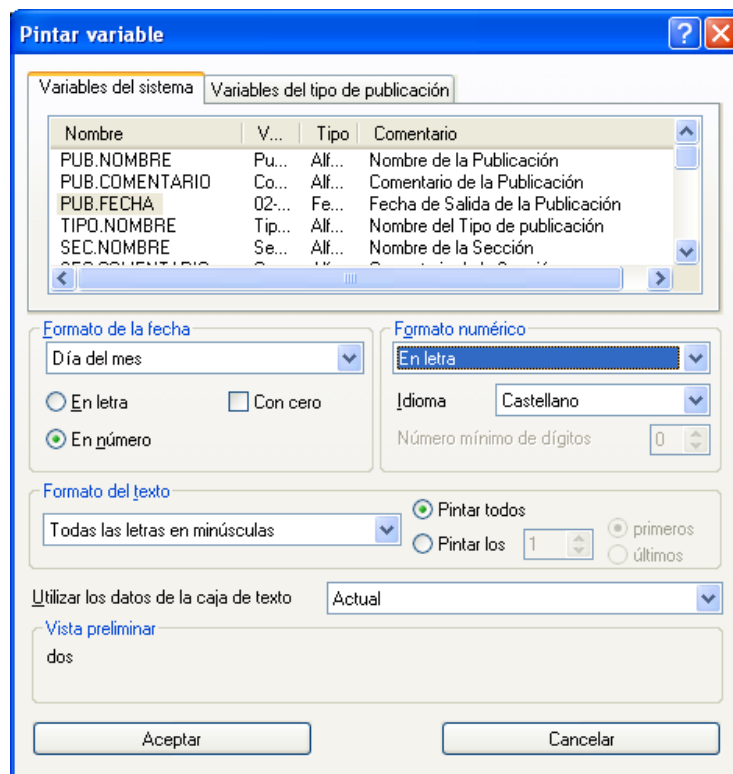 Pintar variable
Variables del sistema Variables del tipo de publicación
Nombre V... Tipo Comentario
PUB.NOMBRE Pu... Alf... Nombre de la Publicación
PUB.COMENTARIO Co... Alf... Comentario de la Publicación
PUB.FECHA 02-... Fe... Fecha de Salida de la Publicación
TIPO.NOMBRE Tip... Alf... Nombre del Tipo de publicación
SEC.NOMBRE Se... Alf... Nombre de la Sección
Formato de la fecha Formato numérico
Día del mes En letra
En letra Con cero Idioma Castellano
En número Número mínimo de dígitos 0
Formato del texto
Todas las letras en minúsculas Pintar todos
Pintar los 1 primeros
últimos
Utilizar los datos de la caja de texto Actual
Vista preliminar
dos
Aceptar Cancelar